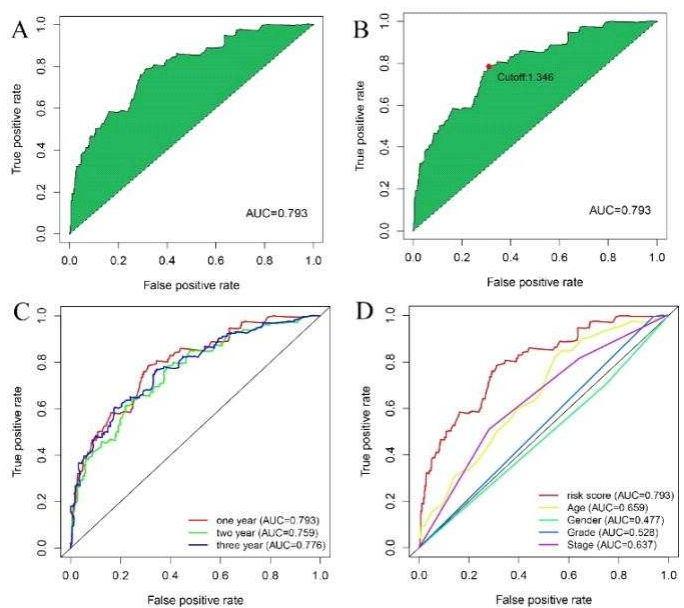 A
True positive rate
1.0
0.8
0.6
0.4
0.2
0.0
AUC=0.793
0.0 0.2 0.4 0.6 0.8 1.0
False positive rate
B
True positive rate
1.0
0.8
0.6
0.4
0.2
0.0
Cutoff:1.346
AUC=0.793
0.0 0.2 0.4 0.6 0.8 1.0
False positive rate
C
True positive rate
1.0
0.8
0.6
0.4
0.2
0.0
one year (AUC=0.793)
two year (AUC=0.759)
three year (AUC=0.776)
0.0 0.2 0.4 0.6 0.8 1.0
False positive rate
D
True positive rate
1.0
0.8
0.6
0.4
0.2
0.0
risk score (AUC=0.793)
Age (AUC=0.659)
Gender (AUC=0.477)
Grade (AUC=0.528)
Stage (AUC=0.637)
0.0 0.2 0.4 0.6 0.8 1.0
False positive rate